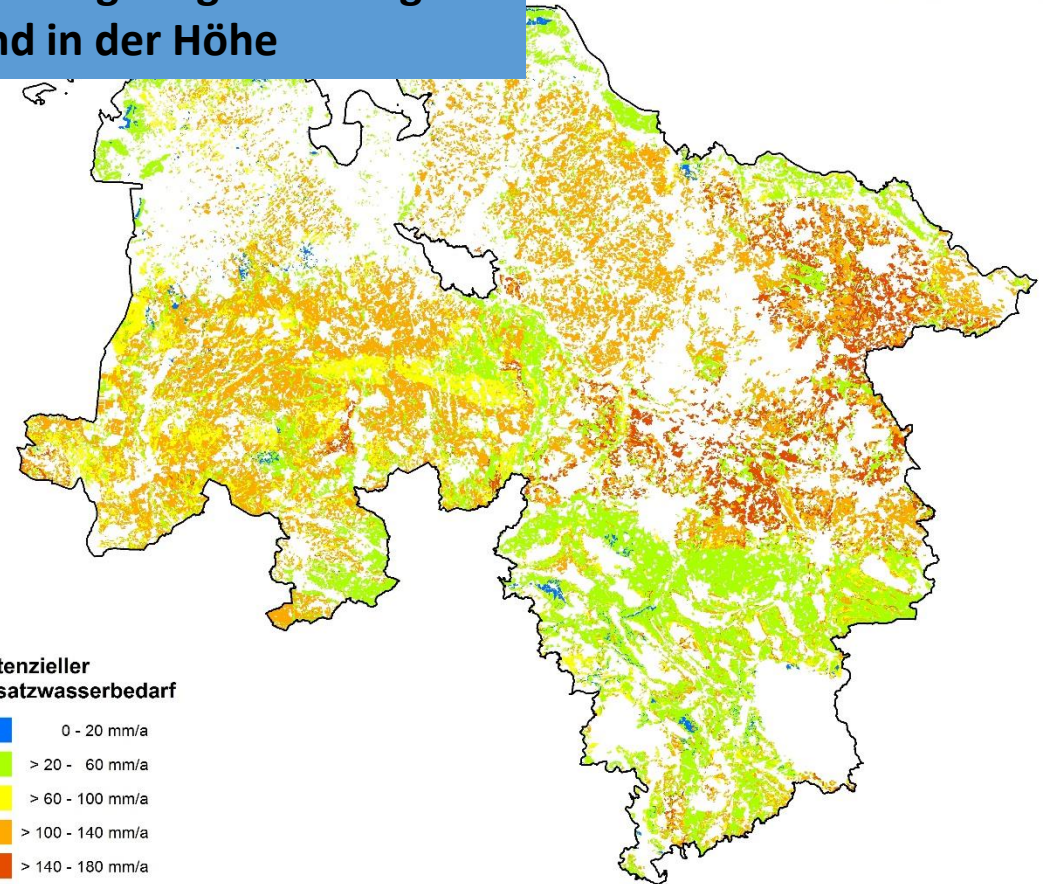 nd in der Höhe
tenzieller
satzwasserbedarf
0 - 20 mm/a
> 20 - 60 mm/a
> 60 - 100 mm/a
> 100 - 140 mm/a
> 140 - 180 mm/a